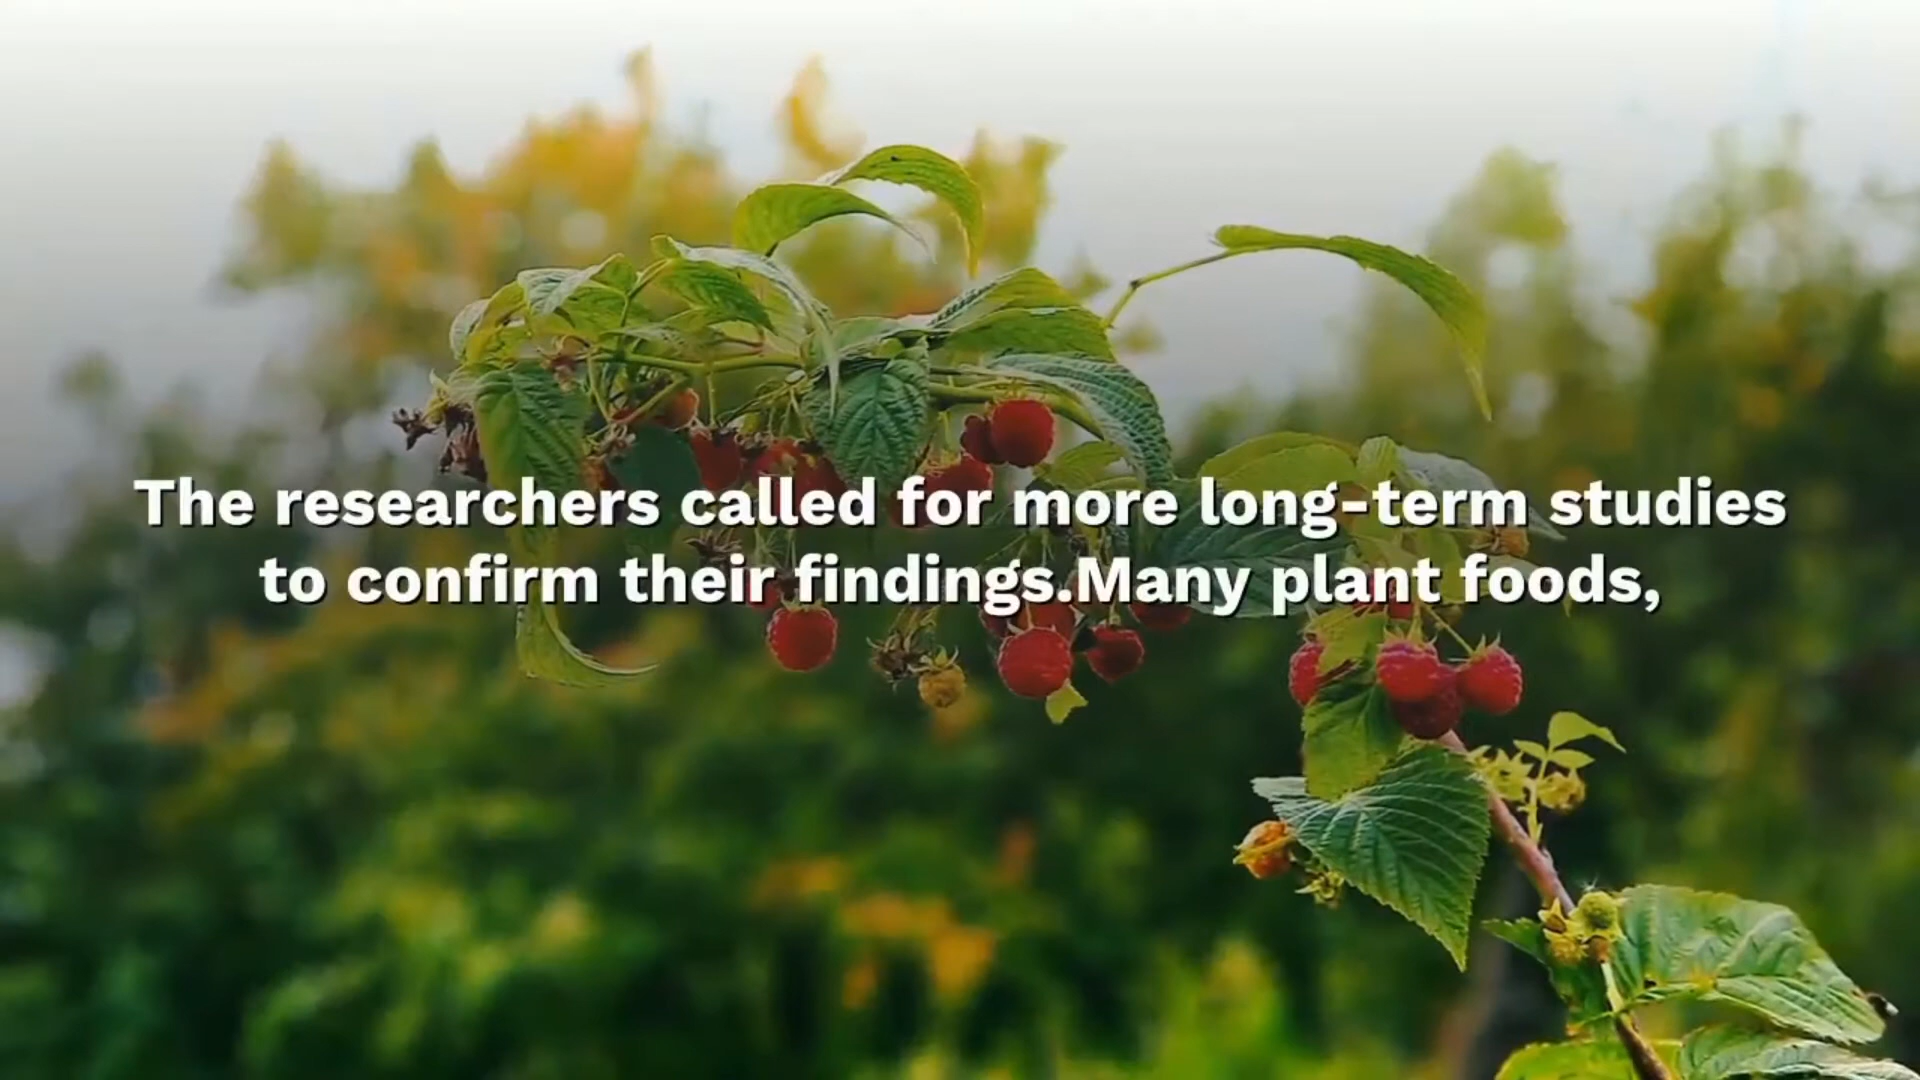 The researchers called for more long-term studies
to confirm their findings.Many plant foods,